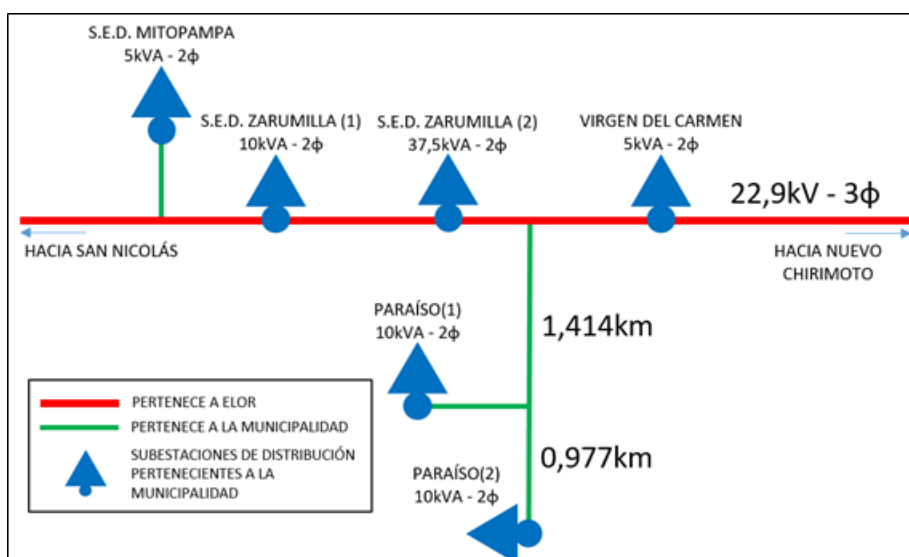 S.E.D. MITOPAMPA
5kVA - 2ϕ
S.E.D. ZARUMILLA (1)
10kVA - 2ϕ
S.E.D. ZARUMILLA (2)
37,5kVA - 2ϕ
VIRGEN DEL CARMEN
5kVA - 2ϕ
22,9kV - 3ϕ
HACIA SAN NICOLÁS
HACIA NUEVO
CHIRIMOTO
PARAÍSO(1)
10kVA - 2ϕ
1,414km
PARAÍSO(2)
10kVA - 2ϕ
0,977km
PERTENECE A ELOR
PERTENECE A LA MUNICIPALIDAD
SUBESTACIONES DE DISTRIBUCIÓN
PERTENECIENTES A LA
MUNICIPALIDAD